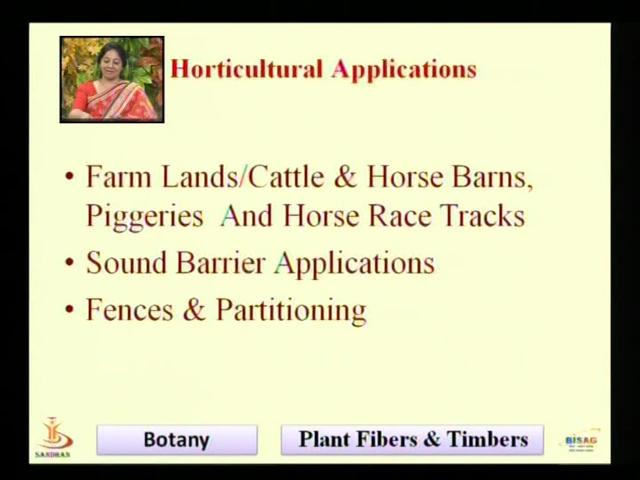 Horticultural Applications
• Farm Lands/Cattle & Horse Barns,
Piggeries And Horse Race Tracks
• Sound Barrier Applications
• Fences & Partitioning
SANDHAN
Botany
Plant Fibers & Timbers
BISAG